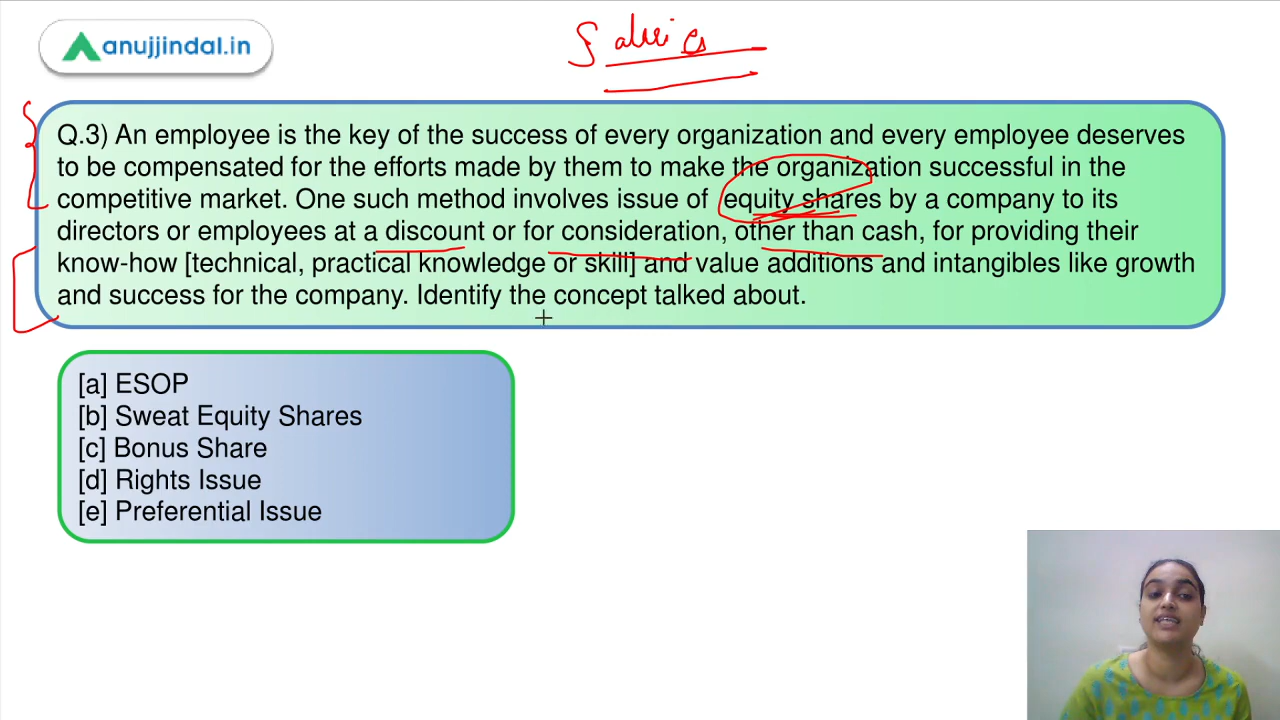 anujjindal.in
Salaries
Q.3) An employee is the key of the success of every organization and every employee deserves
to be compensated for the efforts made by them to make the organization successful in the
competitive market. One such method involves issue of equity shares by a company to its
directors or employees at a discount or for consideration, other than cash, for providing their
know-how [technical, practical knowledge or skill] and value additions and intangibles like growth
and success for the company. Identify the concept talked about.
[a] ESOP
[b] Sweat Equity Shares
[c] Bonus Share
[d] Rights Issue
[e] Preferential Issue